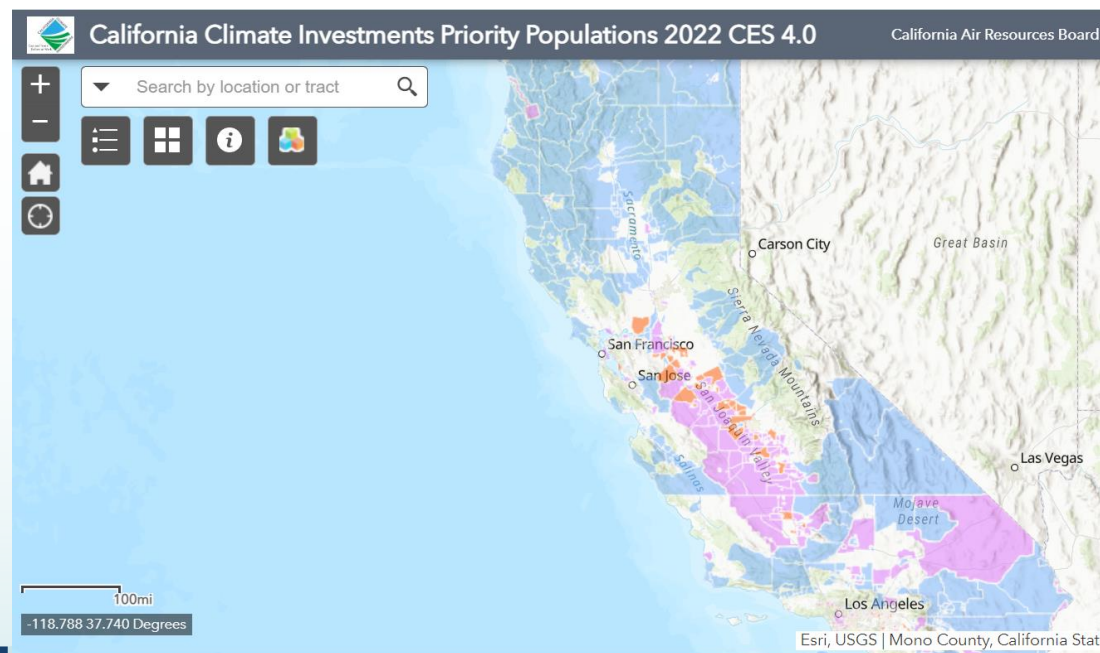 California Climate Investments Priority Populations 2022 CES 4.0
California Air Resources Board
+
Search by location or tract
−
i
Sacramento
Carson City
Great Basin
Sierra Nevada Mountains
San Francisco
San Jose
San Joaquin Valley
Salinas
Las Vegas
Mojave
Desert
100mi
Los Angeles
-118.788 37.740 Degrees
Esri, USGS | Mono County, California Stat